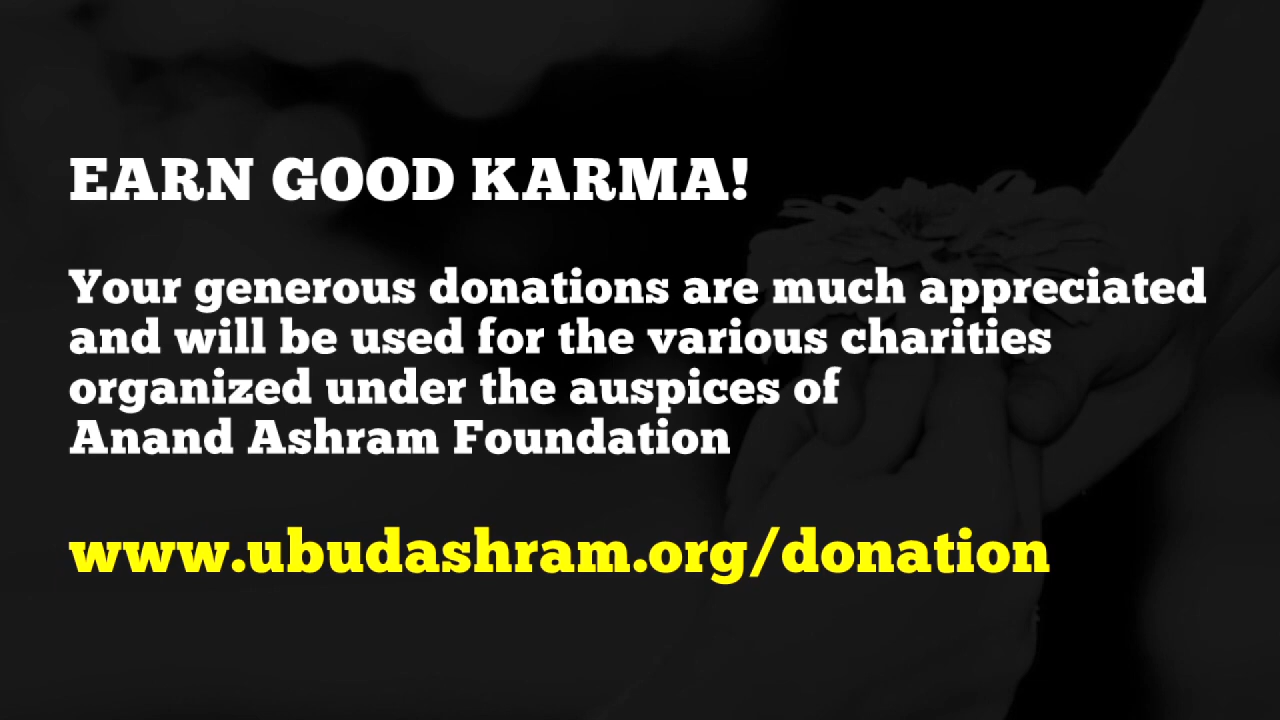 EARN GOOD KARMA!
Your generous donations are much appreciated
and will be used for the various charities
organized under the auspices of
Anand Ashram Foundation
www.ubudashram.org/donation